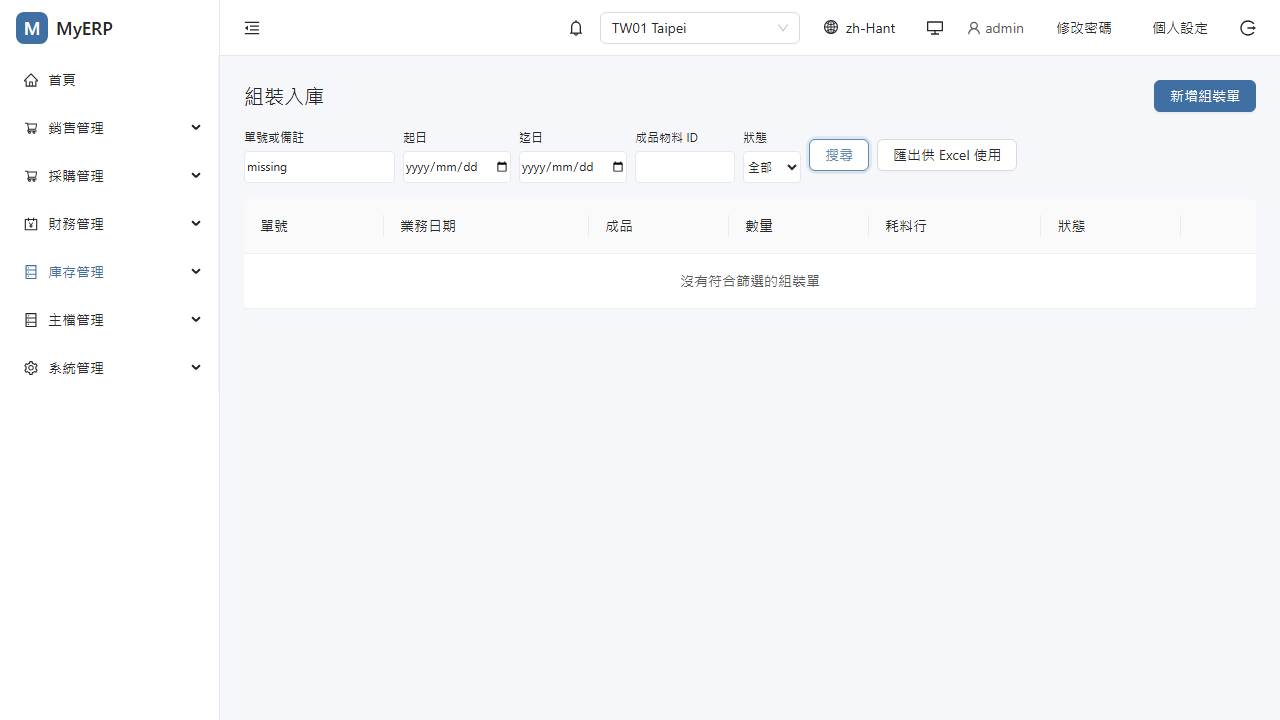 M MyERP
TW01 Taipei
zh-Hant
admin
修改密碼
個人設定
首頁
銷售管理
採購管理
財務管理
庫存管理
主檔管理
系統管理
組裝入庫
新增組裝單
單號或備註
起日
迄日
成品物料 ID
狀態
missing
yyyy/mm/dd
yyyy/mm/dd
全部
搜尋
匯出供 Excel 使用
單號
業務日期
成品
數量
耗料行
狀態
沒有符合篩選的組裝單